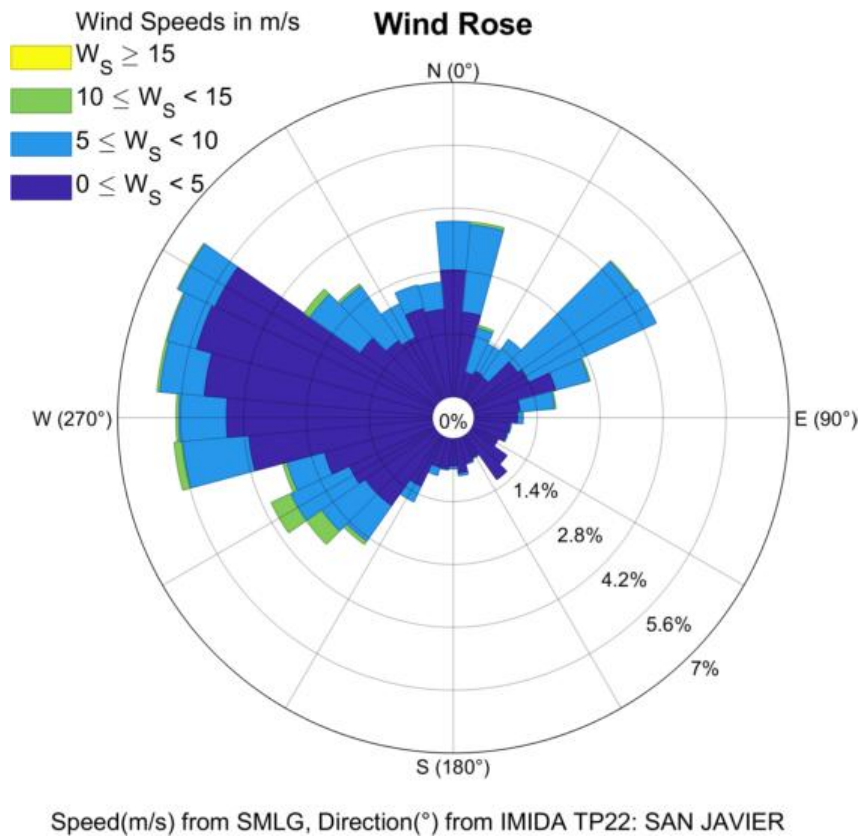 Wind Speeds in m/s
Wind Rose
W_S ≥ 15
10 ≤ W_S < 15
5 ≤ W_S < 10
0 ≤ W_S < 5
N (0°)
W (270°)
0%
E (90°)
1.4%
2.8%
4.2%
5.6%
7%
S (180°)
Speed(m/s) from SMLG, Direction(°) from IMIDA TP22: SAN JAVIER